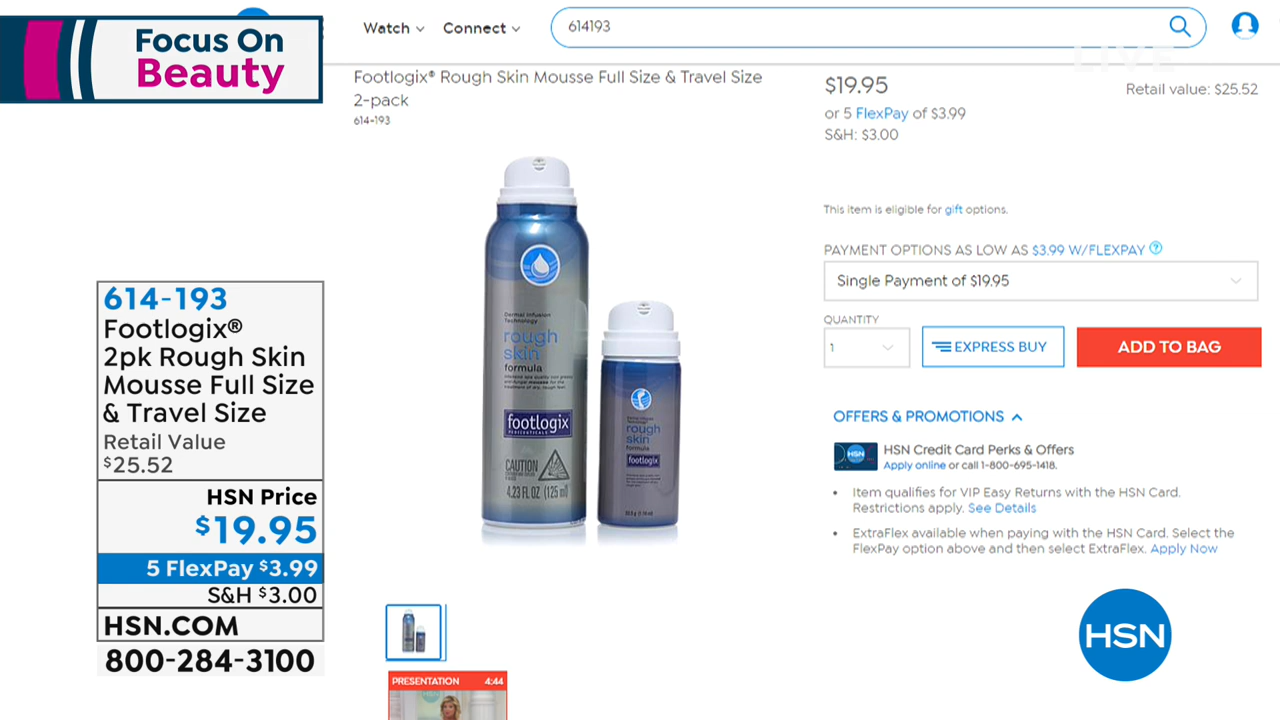 Focus On
Beauty
Watch
Connect
614193
LIVE
Footlogix® Rough Skin Mousse Full Size & Travel Size
2-pack
614-193
$19.95
Retail value: $25.52
or 5 FlexPay of $3.99
S&H: $3.00
This item is eligible for gift options.
PAYMENT OPTIONS AS LOW AS $3.99 W/FLEXPAY ?
Single Payment of $19.95
QUANTITY
1
EXPRESS BUY
ADD TO BAG
OFFERS & PROMOTIONS
HSN
HSN Credit Card Perks & Offers
Apply online or call 1-800-695-1418.
• Item qualifies for VIP Easy Returns with the HSN Card.
Restrictions apply. See Details
• ExtraFlex available when paying with the HSN Card. Select the
FlexPay option above and then select ExtraFlex. Apply Now
Dermal Infusion
Technology
rough
skin
formula
footlogix
PEDICEUTICALS
CAUTION
4.23 FL OZ (125 ml)
rough
skin
formula
footlogix
614-193
Footlogix®
2pk Rough Skin
Mousse Full Size
& Travel Size
Retail Value
$25.52
HSN Price
$19.95
5 FlexPay $3.99
S&H $3.00
HSN.COM
800-284-3100
PRESENTATION 4:44
HSN